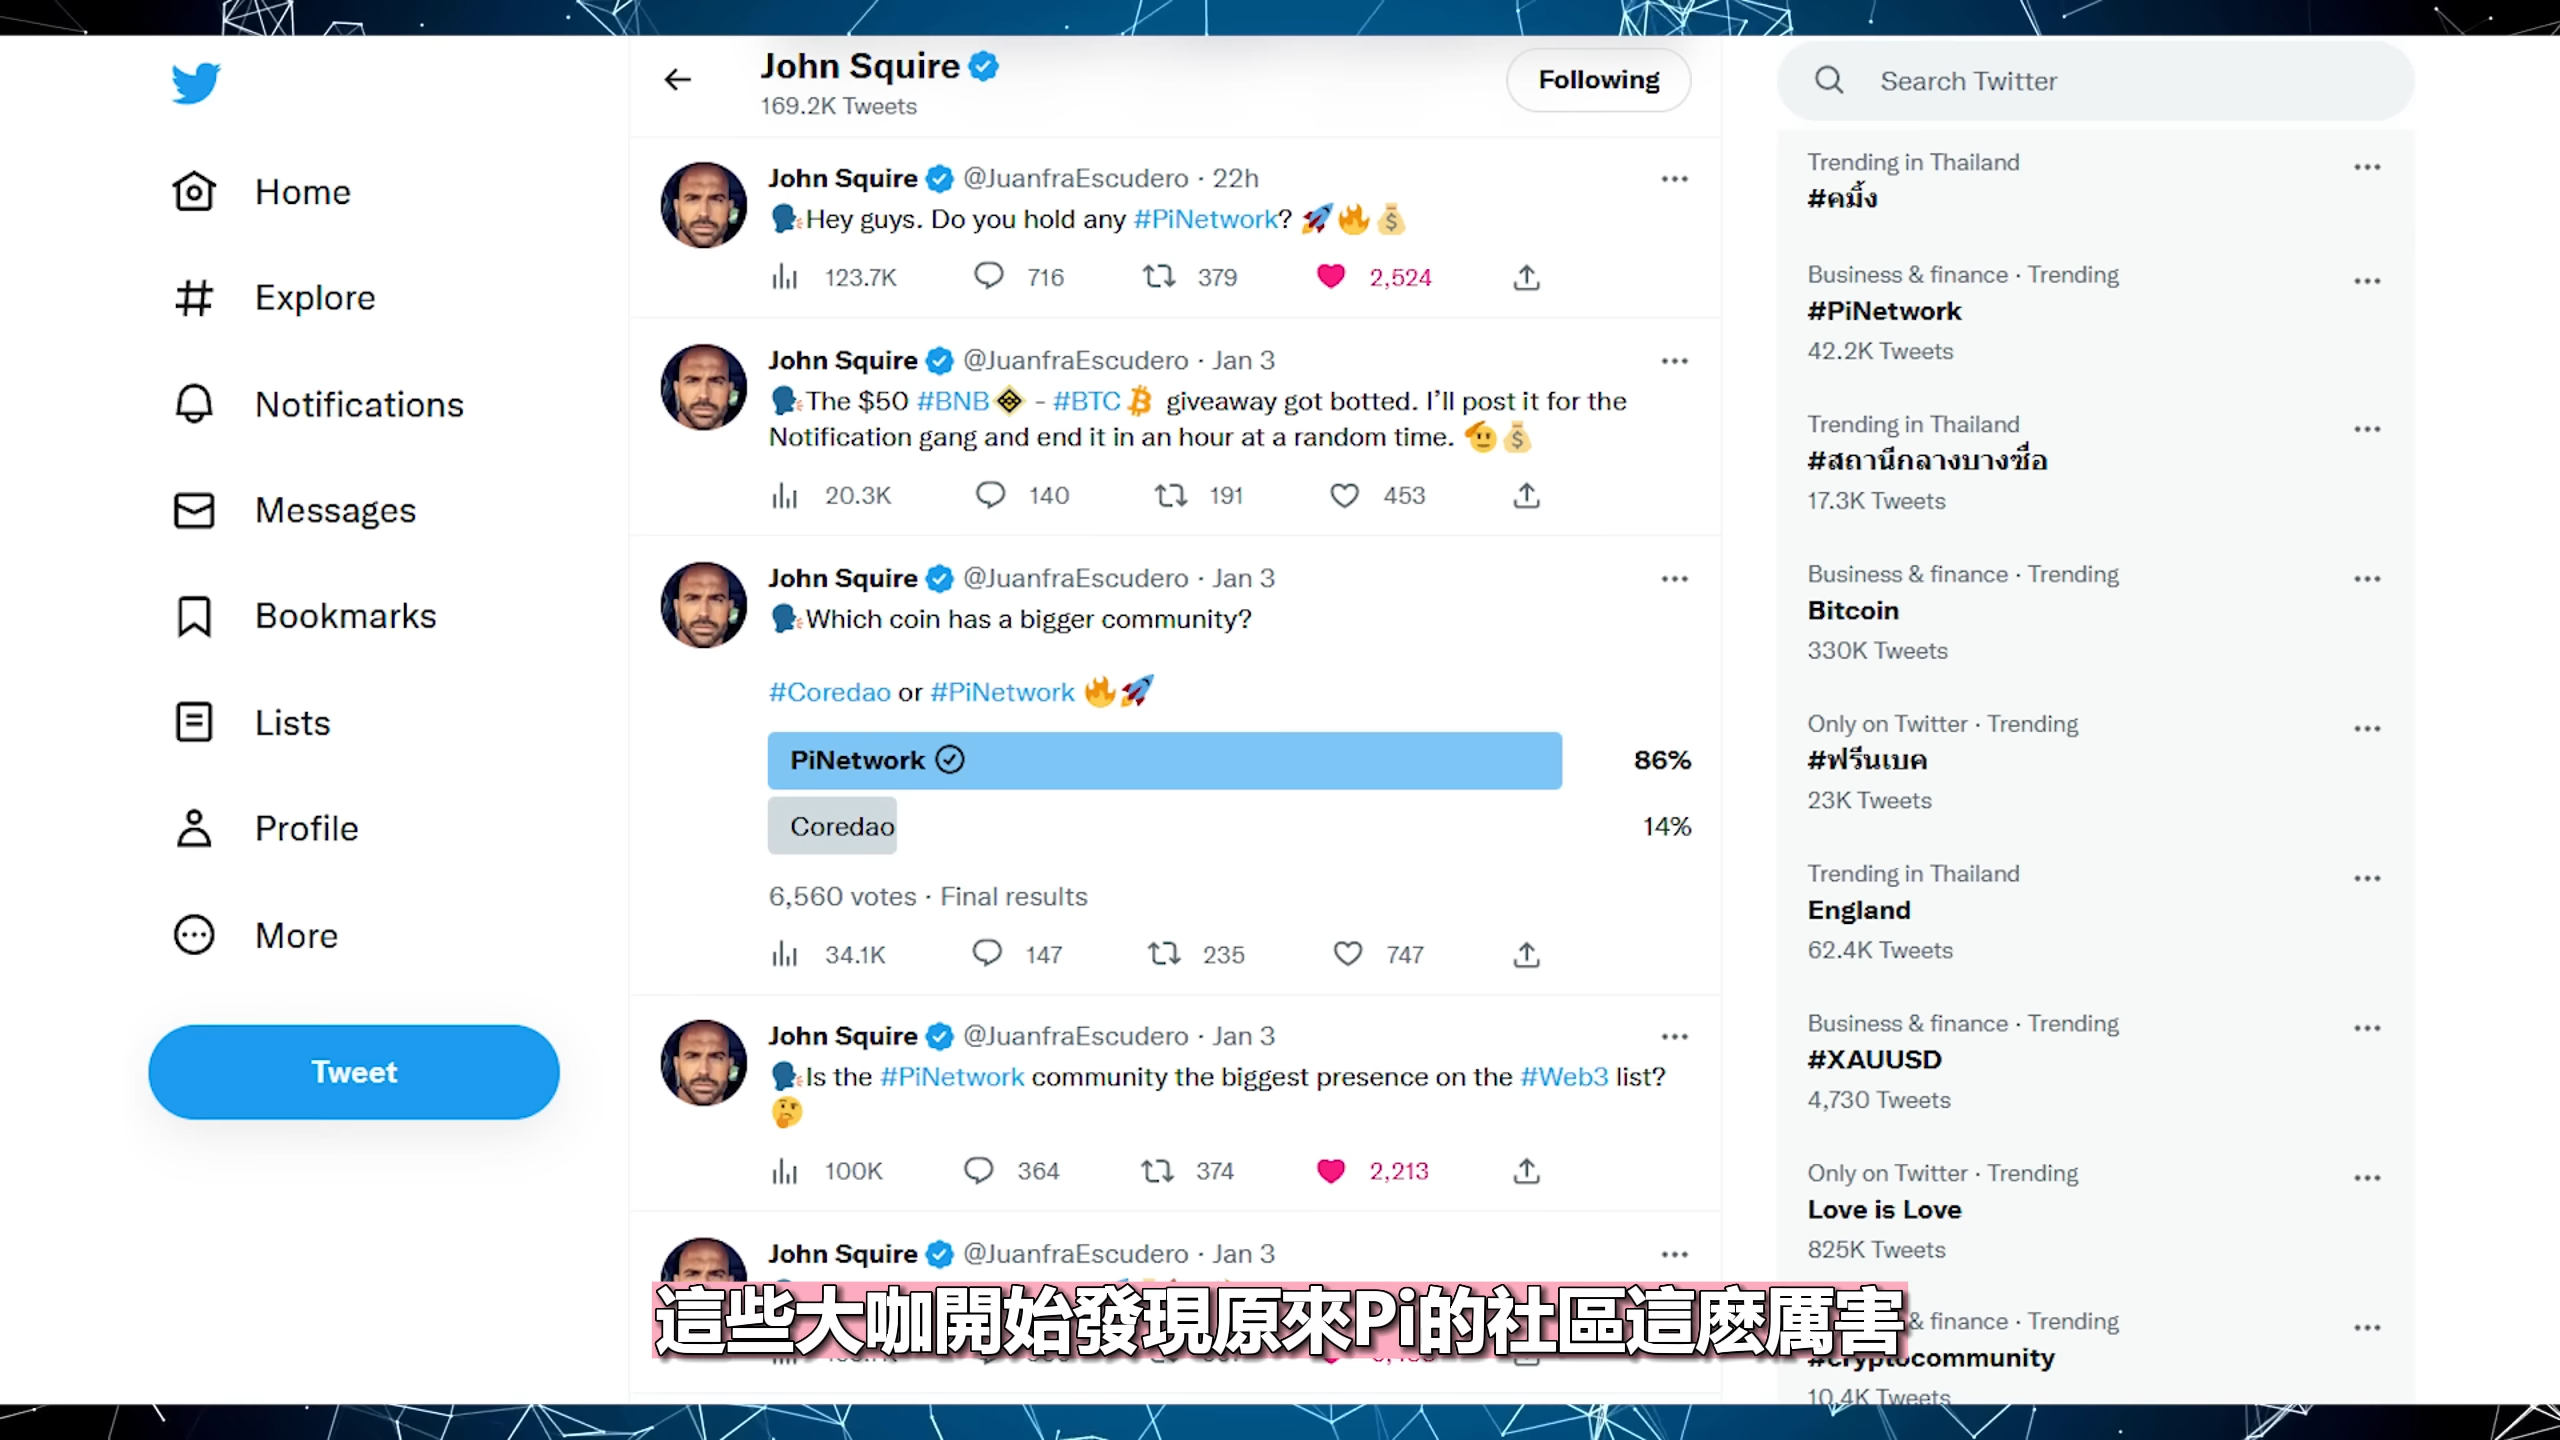 Home
Explore
Notifications
Messages
Bookmarks
Lists
Profile
More
Tweet
John Squire
169.2K Tweets
Following
John Squire @JuanfraEscudero · 22h
🗣Hey guys. Do you hold any #PiNetwork? 🚀🔥💰
123.7K 716 379 2,524
John Squire @JuanfraEscudero · Jan 3
🗣The $50 #BNB - #BTC giveaway got botted. I’ll post it for the
Notification gang and end it in an hour at a random time. 🫡💰
20.3K 140 191 453
John Squire @JuanfraEscudero · Jan 3
🗣Which coin has a bigger community?
#Coredao or #PiNetwork 🔥🚀
PiNetwork 86%
Coredao 14%
6,560 votes · Final results
34.1K 147 235 747
John Squire @JuanfraEscudero · Jan 3
🗣Is the #PiNetwork community the biggest presence on the #Web3 list?
🤔
100K 364 374 2,213
John Squire @JuanfraEscudero · Jan 3
這些大咖開始發現原來Pi的社區這麽厲害
Search Twitter
Trending in Thailand
#คมิ้ง
Business & finance · Trending
#PiNetwork
42.2K Tweets
Trending in Thailand
#สถานีกลางบางซื่อ
17.3K Tweets
Business & finance · Trending
Bitcoin
330K Tweets
Only on Twitter · Trending
#ฟรีนเบค
23K Tweets
Trending in Thailand
England
62.4K Tweets
Business & finance · Trending
#XAUUSD
4,730 Tweets
Only on Twitter · Trending
Love is Love
825K Tweets
& finance · Trending
#cryptocommunity
10.4K Tweets